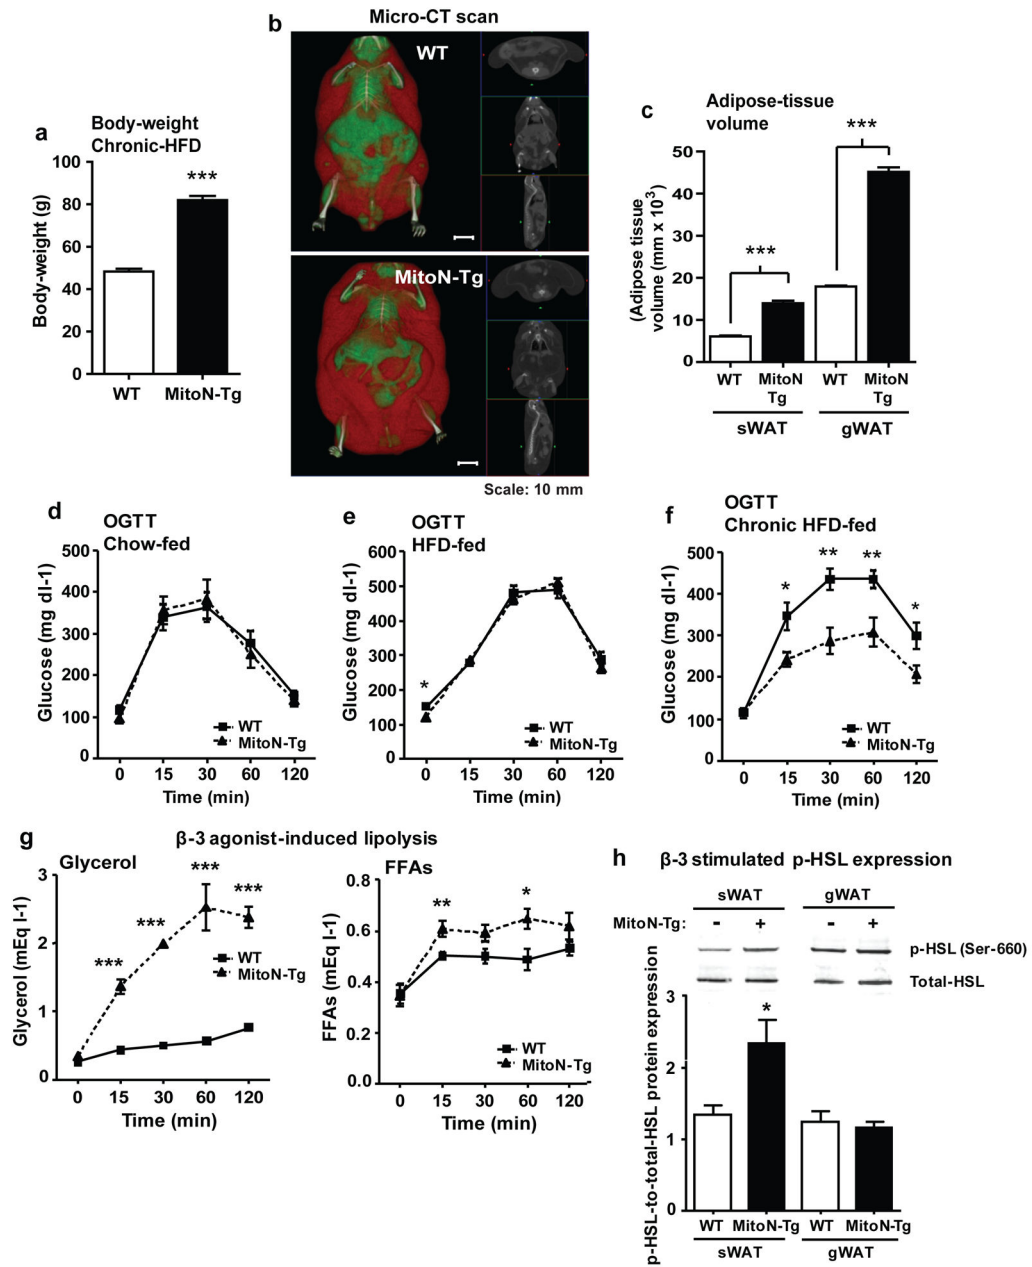 a
Body-weight
Chronic-HFD
Body-weight (g)
100
80
60
40
20
0
***
WT
MitoN-Tg
b
Micro-CT scan
WT
MitoN-Tg
Scale: 10 mm
c
Adipose-tissue
volume
(Adipose tissue
volume (mm x 10³)
50
40
30
20
10
0
***
***
WT
MitoN
Tg
WT
MitoN
Tg
sWAT
gWAT
d
OGTT
Chow-fed
Glucose (mg dl-1)
500
400
300
200
100
0
WT
MitoN-Tg
0 15 30 60 120
Time (min)
e
OGTT
HFD-fed
Glucose (mg dl-1)
600
500
400
300
200
100
0
*
WT
MitoN-Tg
0 15 30 60 120
Time (min)
f
OGTT
Chronic HFD-fed
Glucose (mg dl-1)
500
400
300
200
100
0
* ** ** *
WT
MitoN-Tg
0 15 30 60 120
Time (min)
g
β-3 agonist-induced lipolysis
Glycerol
Glycerol (mEq l-1)
3
2
1
0
*** *** *** ***
WT
MitoN-Tg
0 15 30 60 120
Time (min)
FFAs
FFAs (mEq l-1)
0.8
0.6
0.4
0.2
0.0
** *
WT
MitoN-Tg
0 15 30 60 120
Time (min)
h
β-3 stimulated p-HSL expression
sWAT gWAT
MitoN-Tg: - + - +
p-HSL (Ser-660)
Total-HSL
p-HSL-to-total-HSL protein expression
3
2
1
0
*
WT MitoN-Tg WT MitoN-Tg
sWAT gWAT